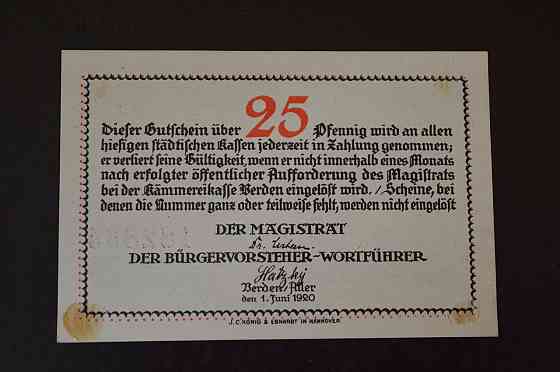 Dieser Gutschein über 25 Pfennig wird an allen
hiesigen städtischen Kassen jederzeit in Zahlung genommen;
er verliert seine Gültigkeit, wenn er nicht innerhalb eines Monats
nach erfolgter öffentlicher Aufforderung des Magistrats
bei der Kämmereikasse Verden eingelöst wird. / Scheine, bei
denen die Nummer ganz oder teilweise fehlt, werden nicht eingelöst
DER MAGISTRAT
Dr.
DER BÜRGERVORSTEHER-WORTFÜHRER
Hatzky
Verden, Aller
den 1. Juni 1920
J.C. KÖNIG & EBHARDT IN HANNOVER